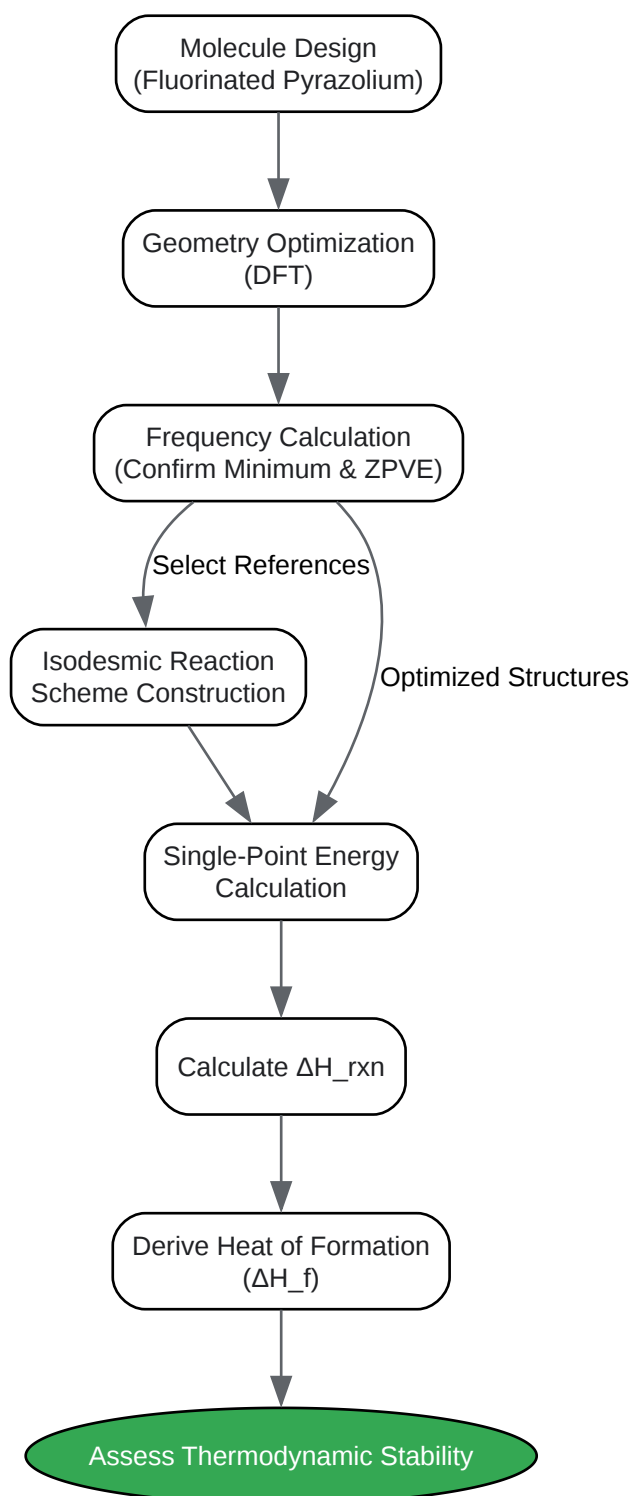 Molecule Design
(Fluorinated Pyrazolium)
Geometry Optimization
(DFT)
Frequency Calculation
(Confirm Minimum & ZPVE)
Select References
Isodesmic Reaction
Scheme Construction
Optimized Structures
Single-Point Energy
Calculation
Calculate ΔH_rxn
Derive Heat of Formation
(ΔH_f)
Assess Thermodynamic Stability